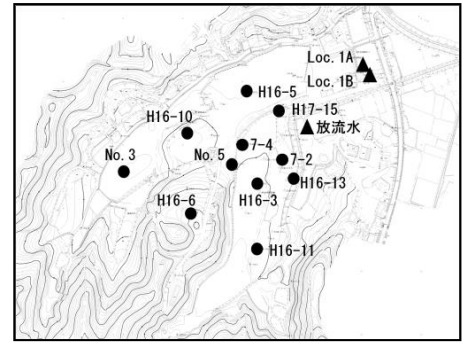 Loc. 1A
Loc. 1B
H16-5
H17-15
H16-10
放流水
7-4
No. 3
No. 5
7-2
H16-13
H16-3
H16-6
H16-11